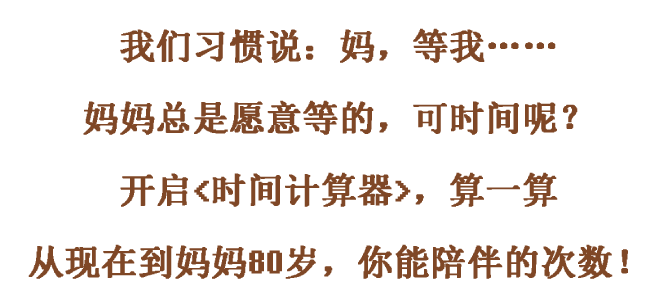 我们习惯说：妈，等我……
妈妈总是愿意等的，可时间呢？
开启<时间计算器>，算一算
从现在到妈妈80岁，你能陪伴的次数！